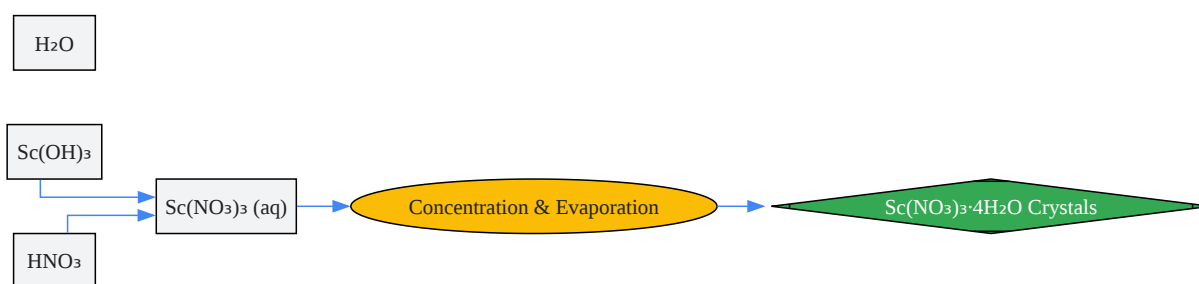 H₂O
Sc(OH)₃
Sc(NO₃)₃ (aq)
HNO₃
Concentration & Evaporation
Sc(NO₃)₃·4H₂O Crystals